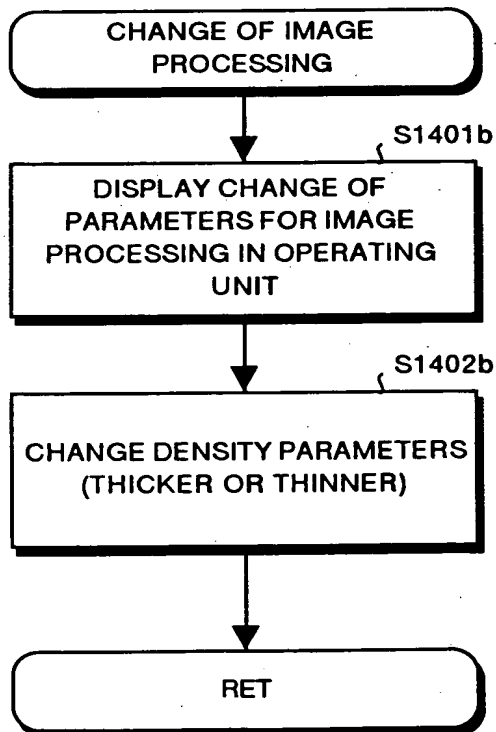 CHANGE OF IMAGE
PROCESSING
S1401b
DISPLAY CHANGE OF
PARAMETERS FOR IMAGE
PROCESSING IN OPERATING
UNIT
S1402b
CHANGE DENSITY PARAMETERS
(THICKER OR THINNER)
RET